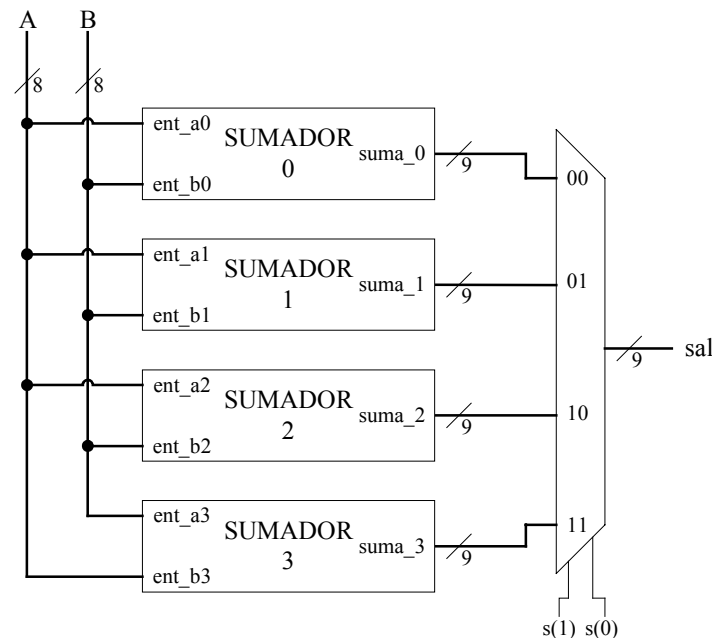 A B
8 8
ent_a0
SUMADOR
0
suma_0
ent_b0
9
00
ent_a1
SUMADOR
1
suma_1
ent_b1
9
01
sal
9
ent_a2
SUMADOR
2
suma_2
ent_b2
9
10
ent_a3
SUMADOR
3
suma_3
ent_b3
9
11
s(1) s(0)